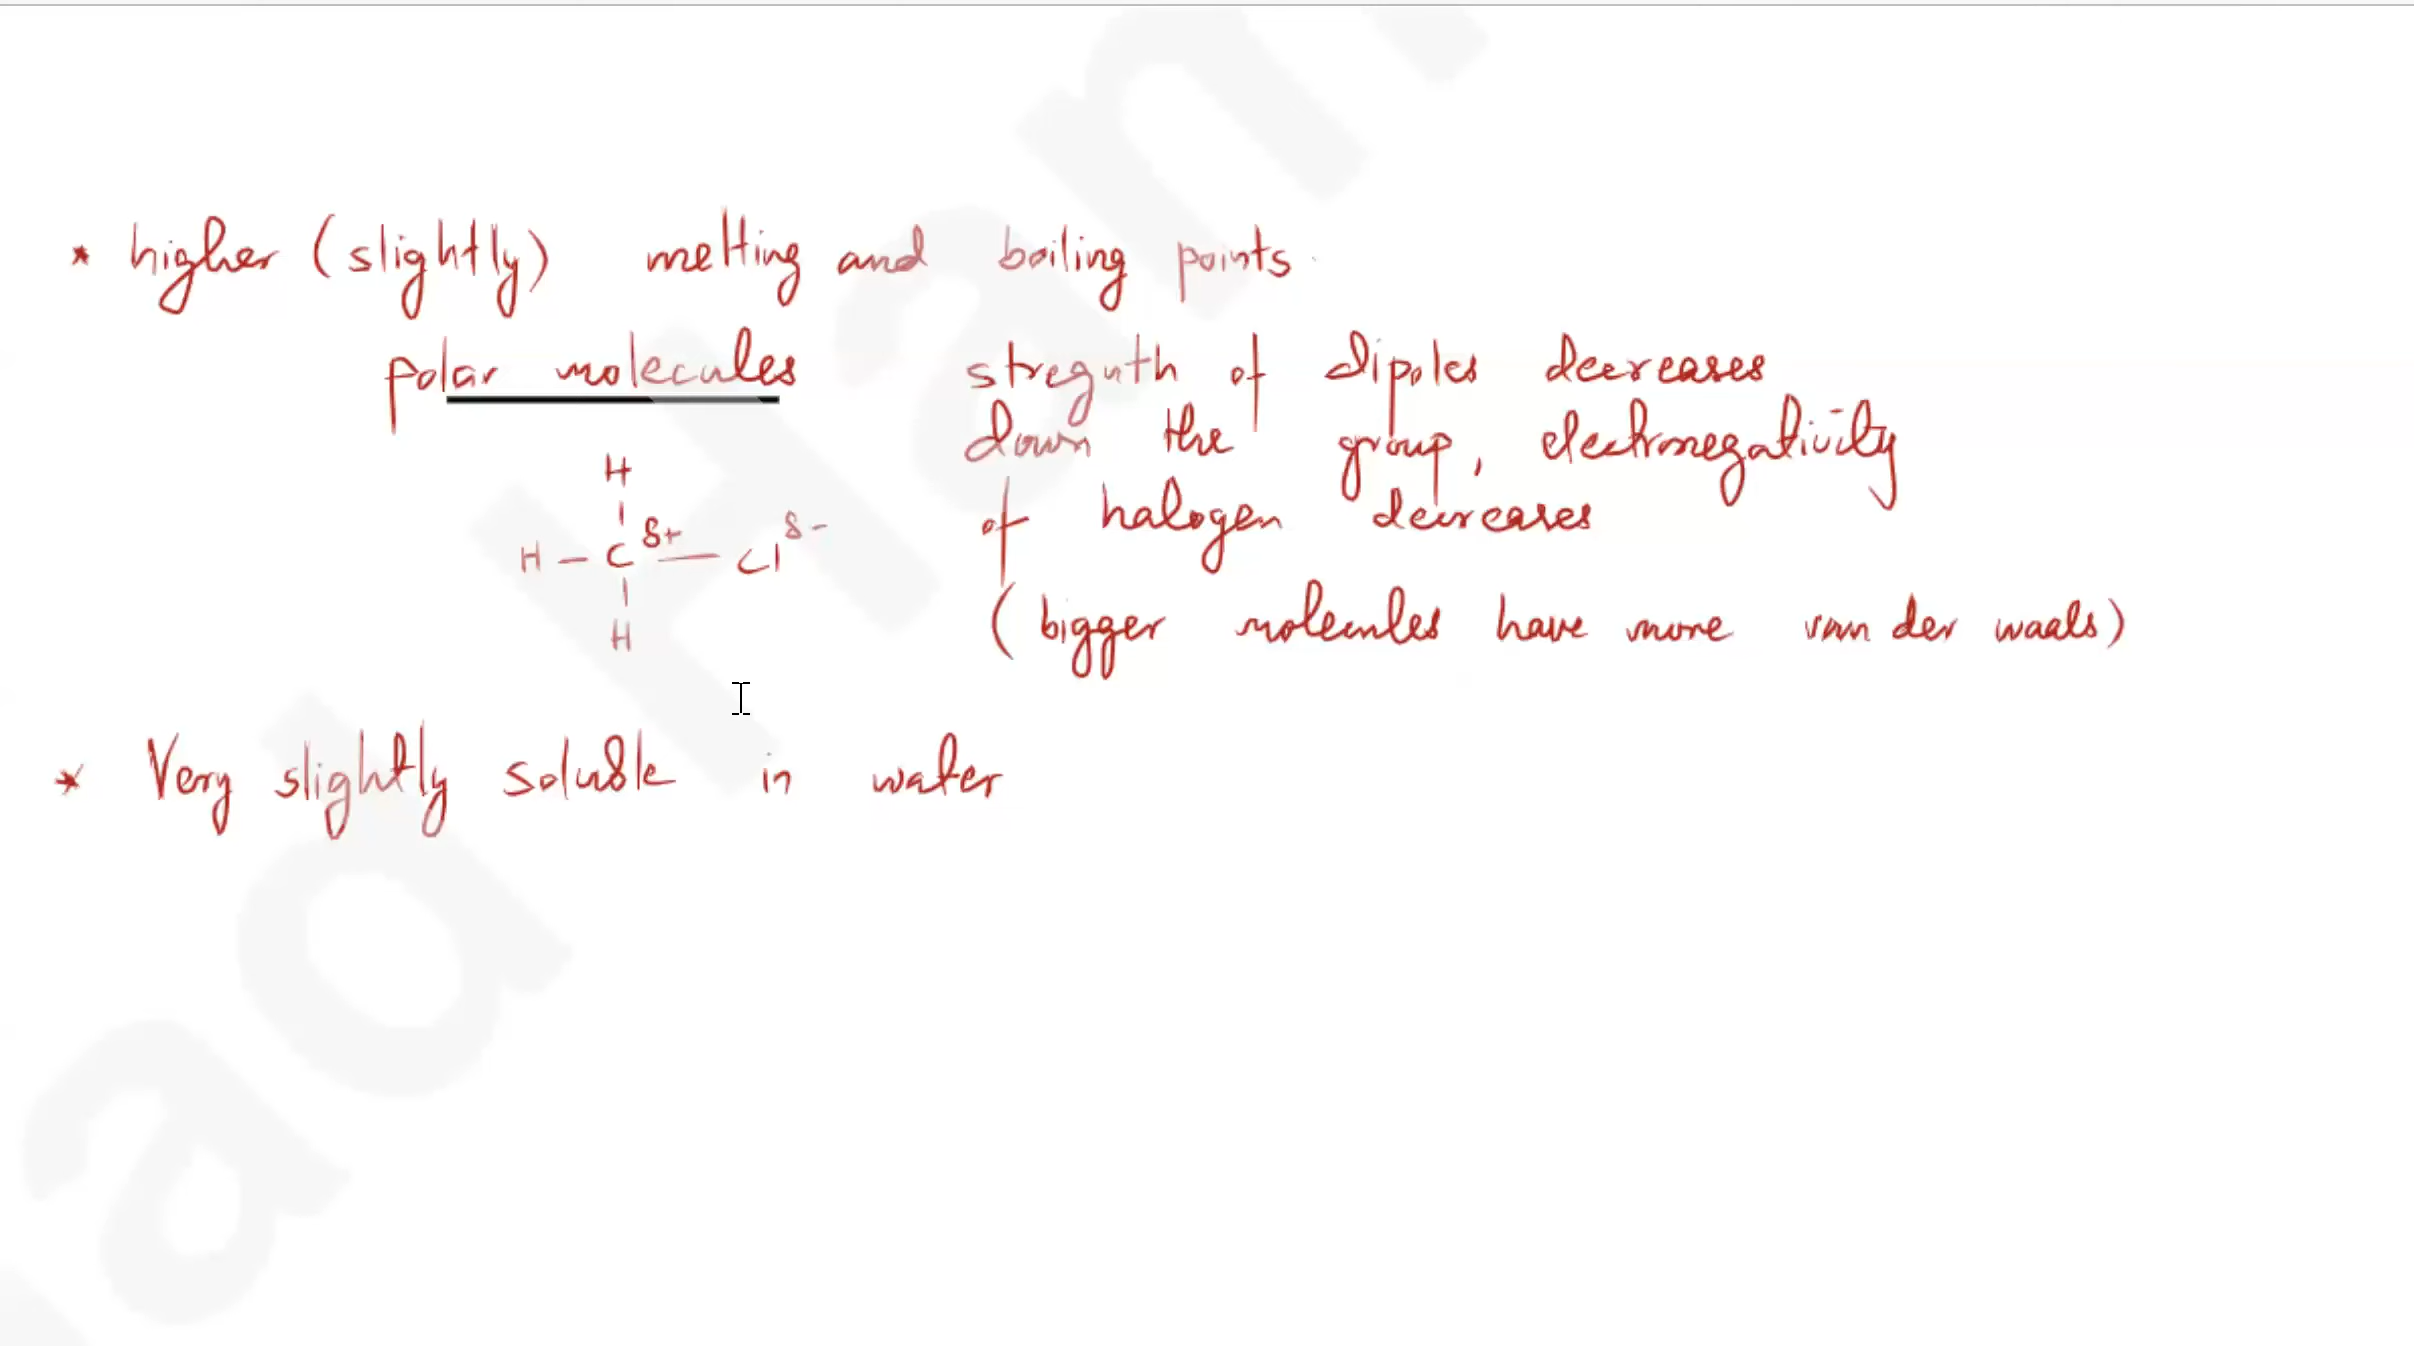 * higher (slightly) melting and boiling points.
polar molecules
streguth of dipoles decreases
down the group, electronegativity
of halogen decreases
(bigger molecules have more van der waals)
H
H - C δ+ — Cl δ-
H
* Very slightly soluble in water